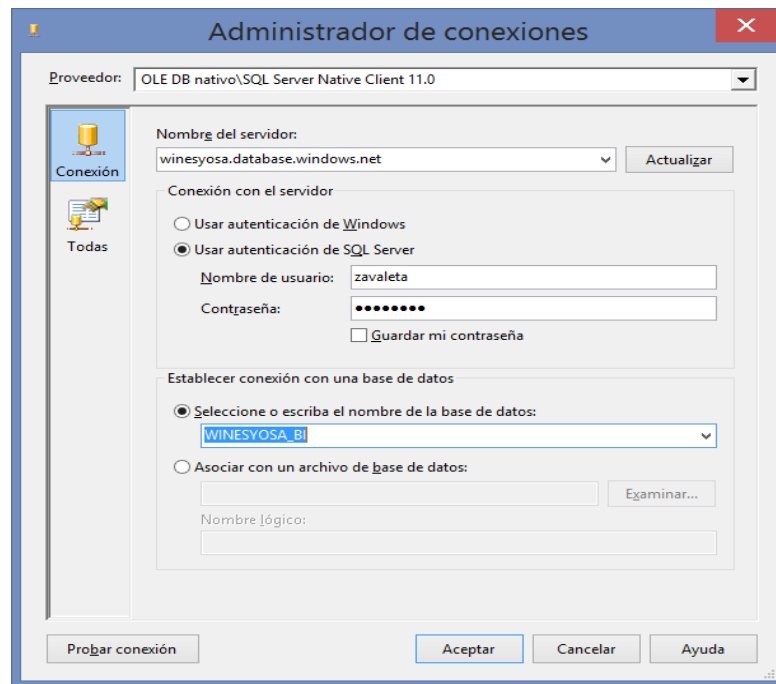 Administrador de conexiones
Proveedor: OLE DB nativo\SQL Server Native Client 11.0
Conexión
Todas
Nombre del servidor:
winesyosa.database.windows.net Actualizar
Conexión con el servidor
Usar autenticación de Windows
Usar autenticación de SQL Server
Nombre de usuario: zavaleta
Contraseña: ●●●●●●●●
Guardar mi contraseña
Establecer conexión con una base de datos
Seleccione o escriba el nombre de la base de datos:
WINESYOSA_BI
Asociar con un archivo de base de datos:
Examinar...
Nombre lógico:
Probar conexión Aceptar Cancelar Ayuda